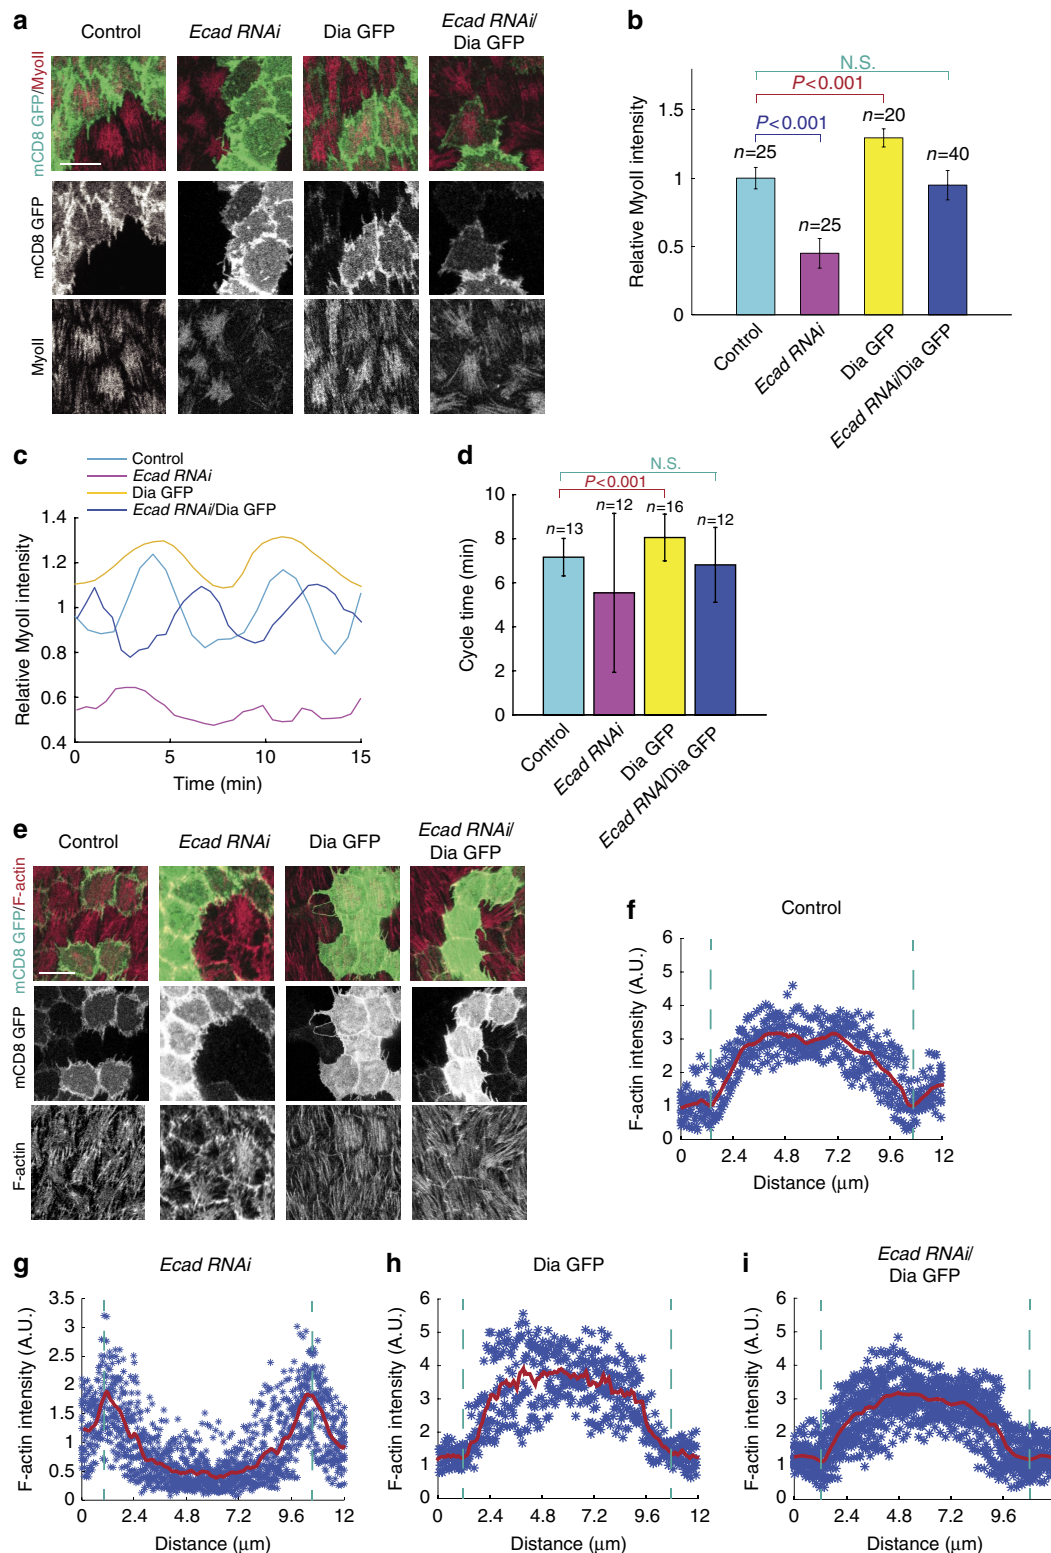 a
Control
Ecad RNAi
Dia GFP
Ecad RNAi/
Dia GFP
mCD8 GFP/MyoII
mCD8 GFP
MyoII
b
N.S.
P<0.001
P<0.001
n=25
n=25
n=20
n=40
Relative MyoII intensity
1.5
1
0.5
0
Control
Ecad RNAi
Dia GFP
Ecad RNAi/Dia GFP
c
Control
Ecad RNAi
Dia GFP
Ecad RNAi/Dia GFP
Relative MyoII intensity
1.4
1.2
1
0.8
0.6
0.4
0 5 10 15
Time (min)
d
N.S.
P<0.001
n=13
n=12
n=16
n=12
Cycle time (min)
10
8
6
4
2
0
Control
Ecad RNAi
Dia GFP
Ecad RNA/Dia GFP
e
Control
Ecad RNAi
Dia GFP
Ecad RNAi/
Dia GFP
mCD8 GFP/F-actin
mCD8 GFP
F-actin
f
Control
F-actin intensity (A.U.)
6
5
4
3
2
1
0
0 2.4 4.8 7.2 9.6 12
Distance (μm)
g
Ecad RNAi
F-actin intensity (A.U.)
3.5
3
2.5
2
1.5
1
0.5
0
0 2.4 4.8 7.2 9.6 12
Distance (μm)
h
Dia GFP
F-actin intensity (A.U.)
6
5
4
3
2
1
0
0 2.4 4.8 7.2 9.6 12
Distance (μm)
i
Ecad RNAi/
Dia GFP
F-actin intensity (A.U.)
6
5
4
3
2
1
0
0 2.4 4.8 7.2 9.6 12
Distance (μm)